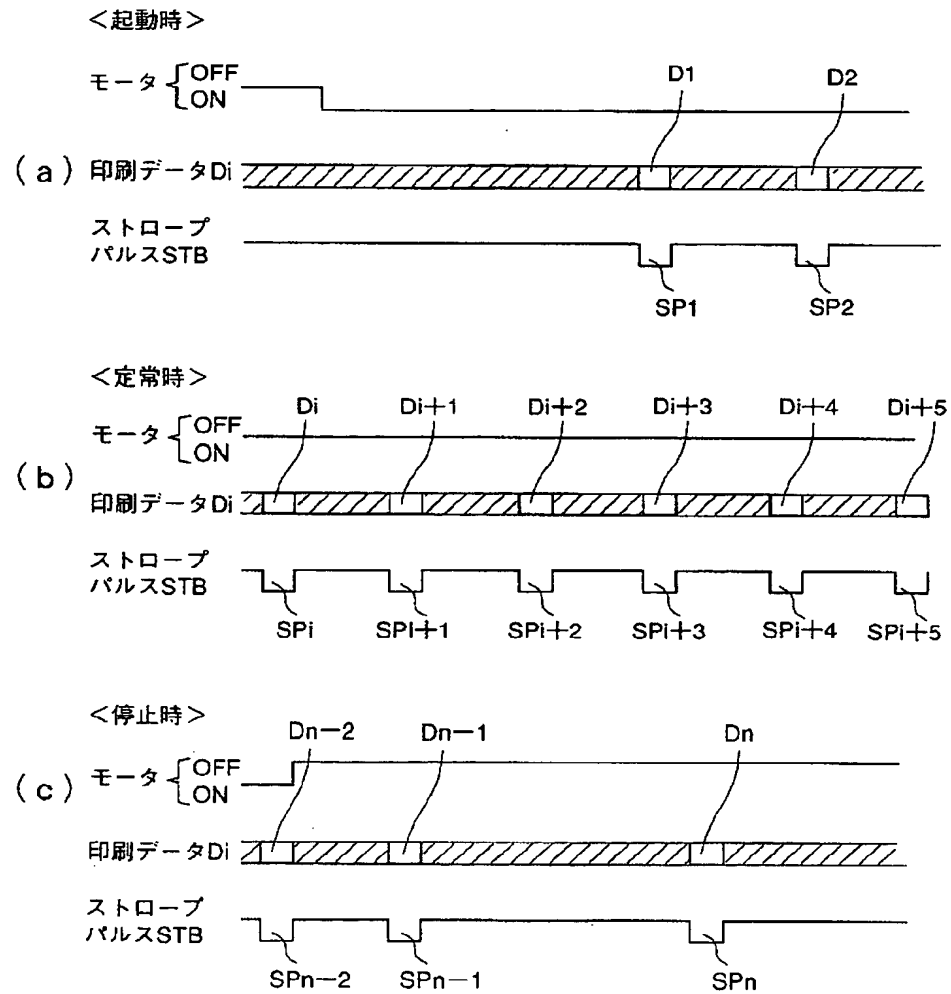 <起動時>
モータ OFF
ON
D1
D2
(a) 印刷データDi
ストローブ
パルスSTB
SP1
SP2
<定常時>
Di
Di+1
Di+2
Di+3
Di+4
Di+5
モータ OFF
ON
(b)
印刷データDi
ストローブ
パルスSTB
SPi
SPi+1
SPi+2
SPi+3
SPi+4
SPi+5
<停止時>
Dn−2
Dn−1
Dn
(c) モータ OFF
ON
印刷データDi
ストローブ
パルスSTB
SPn−2
SPn−1
SPn